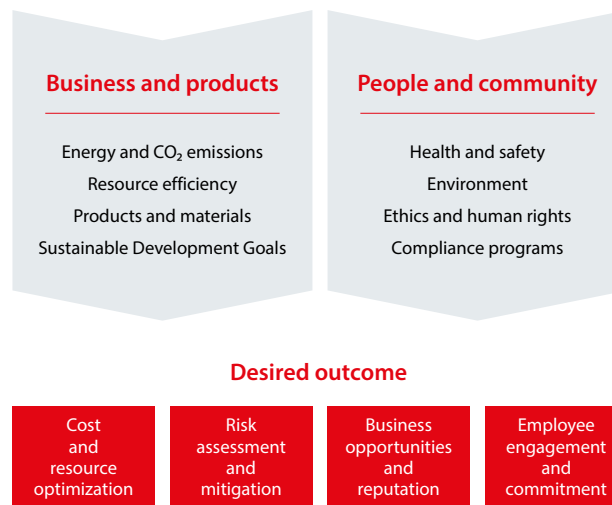 Business and products
Energy and CO₂ emissions
Resource efficiency
Products and materials
Sustainable Development Goals
People and community
Health and safety
Environment
Ethics and human rights
Compliance programs
Desired outcome
Cost
and
resource
optimization
Risk
assessment
and
mitigation
Business
opportunities
and
reputation
Employee
engagement
and
commitment